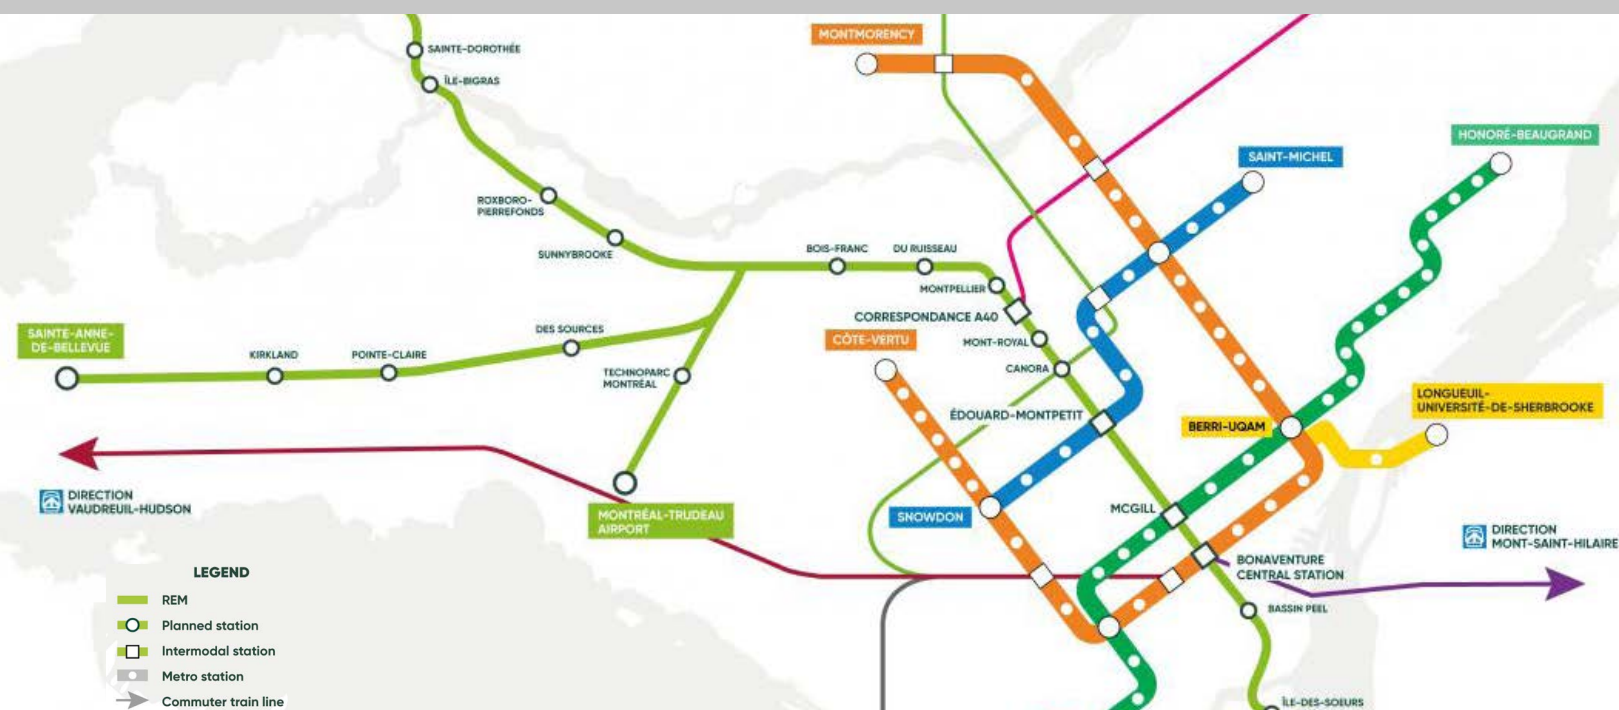 SAINTE-DOROTHÉE
ÎLE-BIGRAS
MONTMORENCY
HONORÉ-BEAUGRAND
SAINT-MICHEL
ROXBORO-
PIERREFONDS
SUNNYBROOKE
BOIS-FRANC
DU RUISSEAU
MONTPELLIER
CORRESPONDANCE A40
SAINTE-ANNE-
DE-BELLEVUE
KIRKLAND
POINTE-CLAIRE
DES SOURCES
TECHNOPARC
MONTRÉAL
CÔTE-VERTU
MONT-ROYAL
CANORA
ÉDOUARD-MONTPETIT
LONGUEUIL-
UNIVERSITÉ-DE-SHERBROOKE
BERRI-UQAM
DIRECTION
VAUDREUIL-HUDSON
MONTRÉAL-TRUDEAU
AIRPORT
SNOWDON
MCGILL
DIRECTION
MONT-SAINT-HILAIRE
BONAVENTURE
CENTRAL STATION
BASSIN PEEL
ÎLE-DES-SOEURS
LEGEND
REM
Planned station
Intermodal station
Metro station
Commuter train line